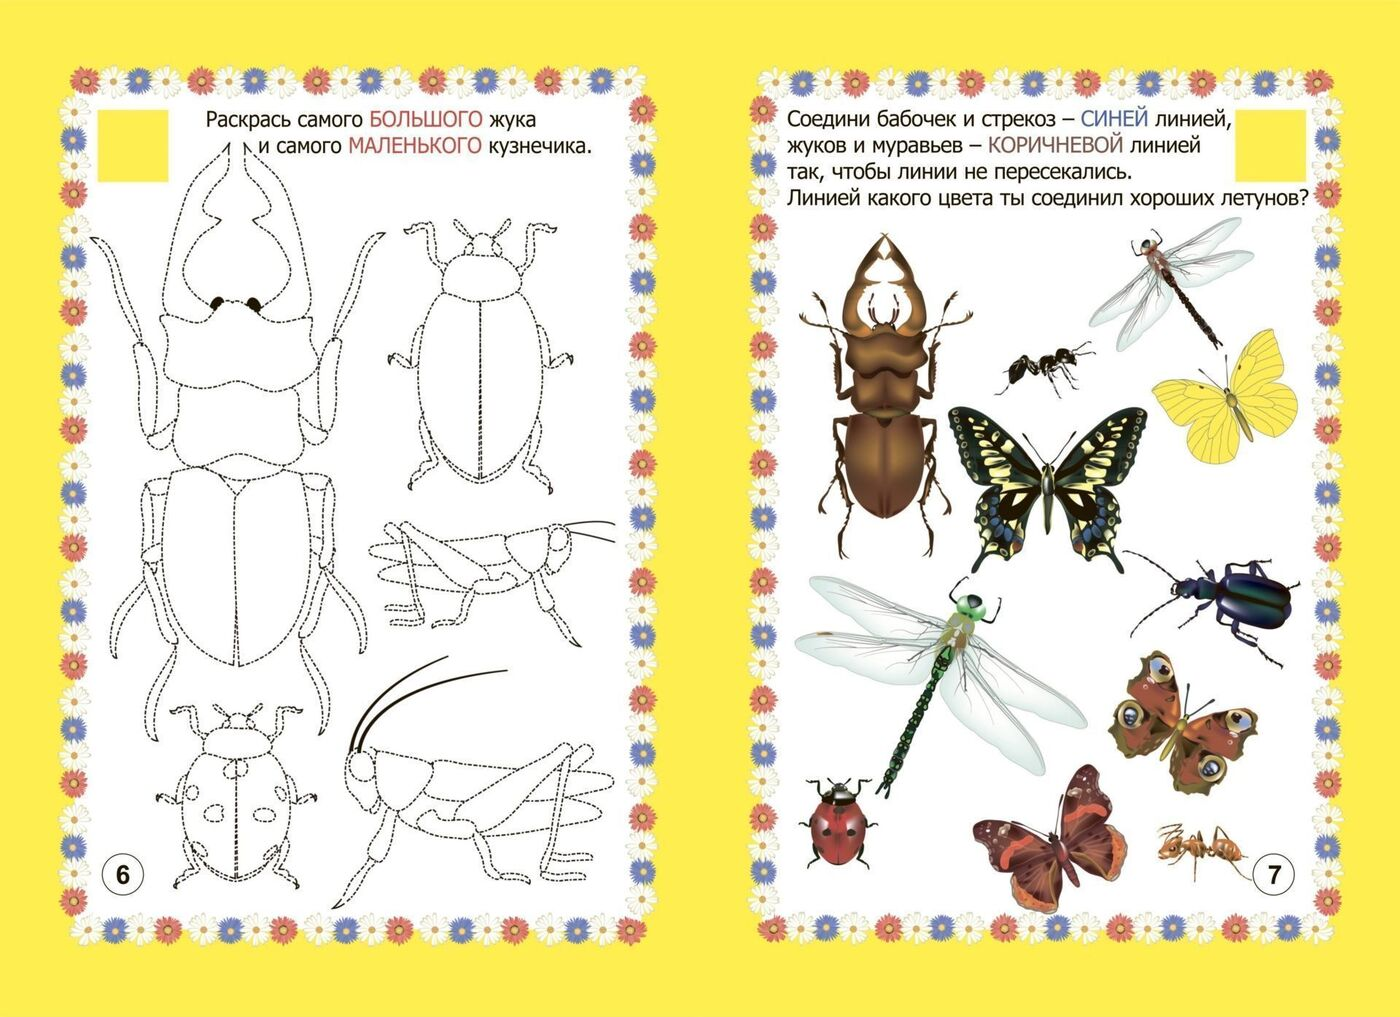 Раскрась самого БОЛЬШОГО жука
и самого МАЛЕНЬКОГО кузнечика.
6
Соедини бабочек и стрекоз – СИНЕЙ линией,
жуков и муравьев – КОРИЧНЕВОЙ линией
так, чтобы линии не пересекались.
Линией какого цвета ты соединил хороших летунов?
7